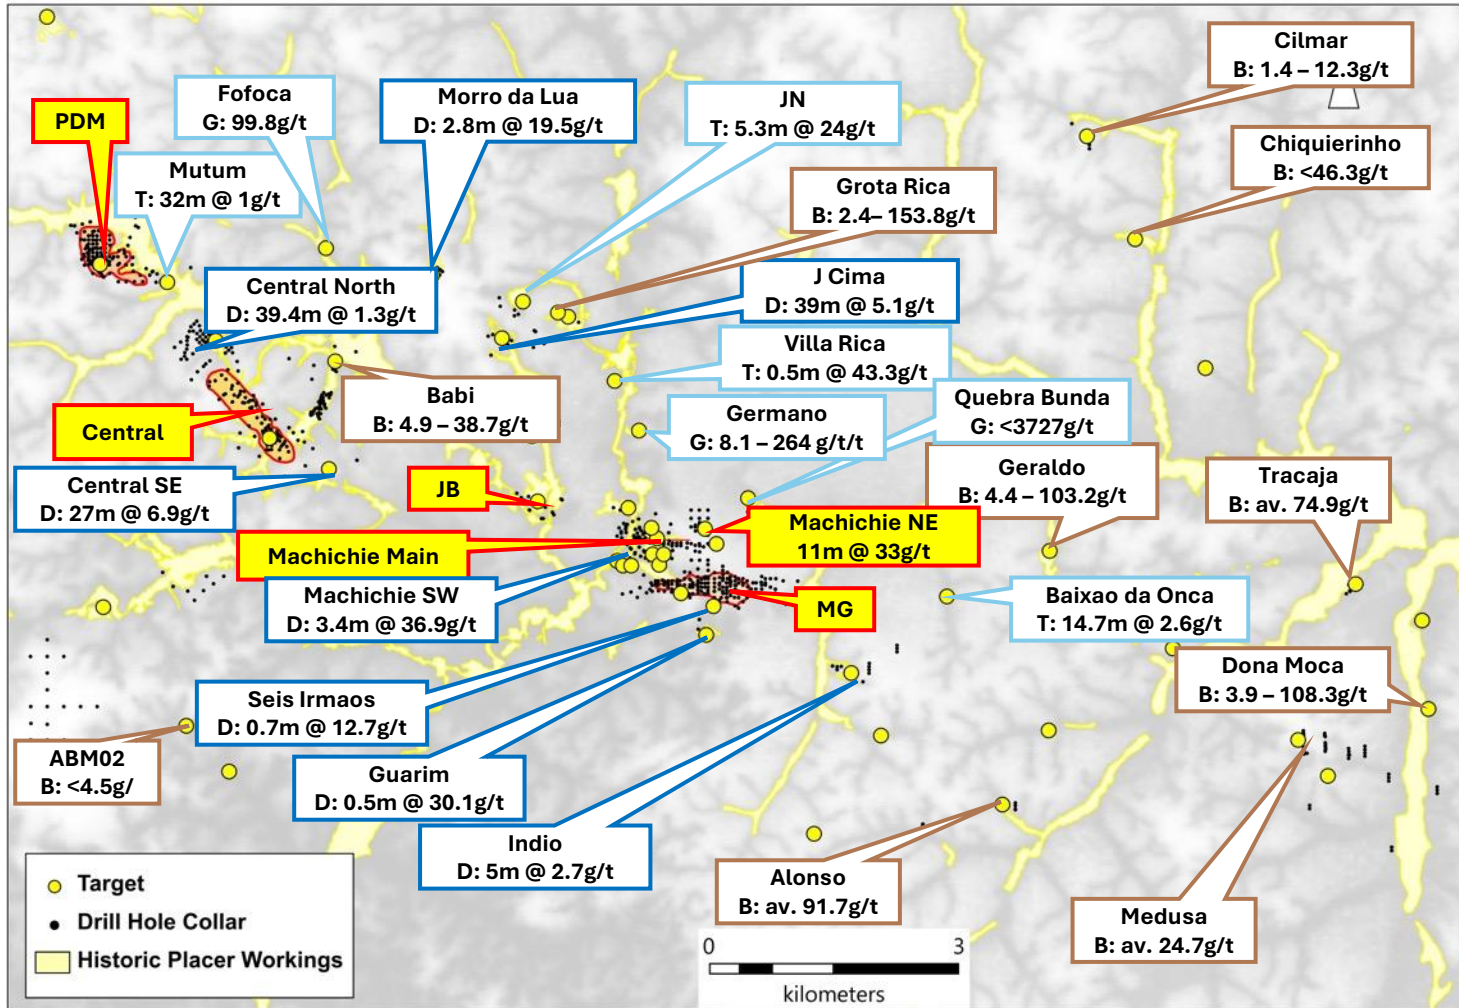 Cilmar
B: 1.4 – 12.3g/t
Fofoca
G: 99.8g/t
Morro da Lua
D: 2.8m @ 19.5g/t
JN
T: 5.3m @ 24g/t
PDM
Chiquierinho
B: <46.3g/t
Mutum
T: 32m @ 1g/t
Grota Rica
B: 2.4– 153.8g/t
Central North
D: 39.4m @ 1.3g/t
J Cima
D: 39m @ 5.1g/t
Villa Rica
T: 0.5m @ 43.3g/t
Babi
B: 4.9 – 38.7g/t
Quebra Bunda
G: <3727g/t
Germano
G: 8.1 – 264 g/t/t
Central
Geraldo
B: 4.4 – 103.2g/t
Tracaja
B: av. 74.9g/t
Central SE
D: 27m @ 6.9g/t
JB
Machichie NE
11m @ 33g/t
Machichie Main
Machichie SW
D: 3.4m @ 36.9g/t
MG
Baixao da Onca
T: 14.7m @ 2.6g/t
Dona Moca
B: 3.9 – 108.3g/t
Seis Irmaos
D: 0.7m @ 12.7g/t
ABM02
B: <4.5g/
Guarim
D: 0.5m @ 30.1g/t
Indio
D: 5m @ 2.7g/t
Alonso
B: av. 91.7g/t
Medusa
B: av. 24.7g/t
Target
Drill Hole Collar
Historic Placer Workings
0 3
kilometers